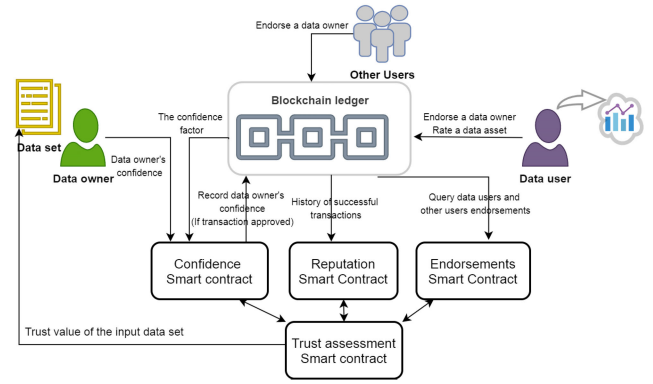 Endorse a data owner
Other Users
Blockchain ledger
The confidence
factor
Endorse a data owner
Rate a data asset
Data set
Data owner
Data owner's
confidence
Data user
Record data owner's
confidence
(If transaction approved)
History of successful
transactions
Query data users and
other users endorsements
Confidence
Smart contract
Reputation
Smart Contract
Endorsements
Smart Contract
Trust value of the input data set
Trust assessment
Smart contract